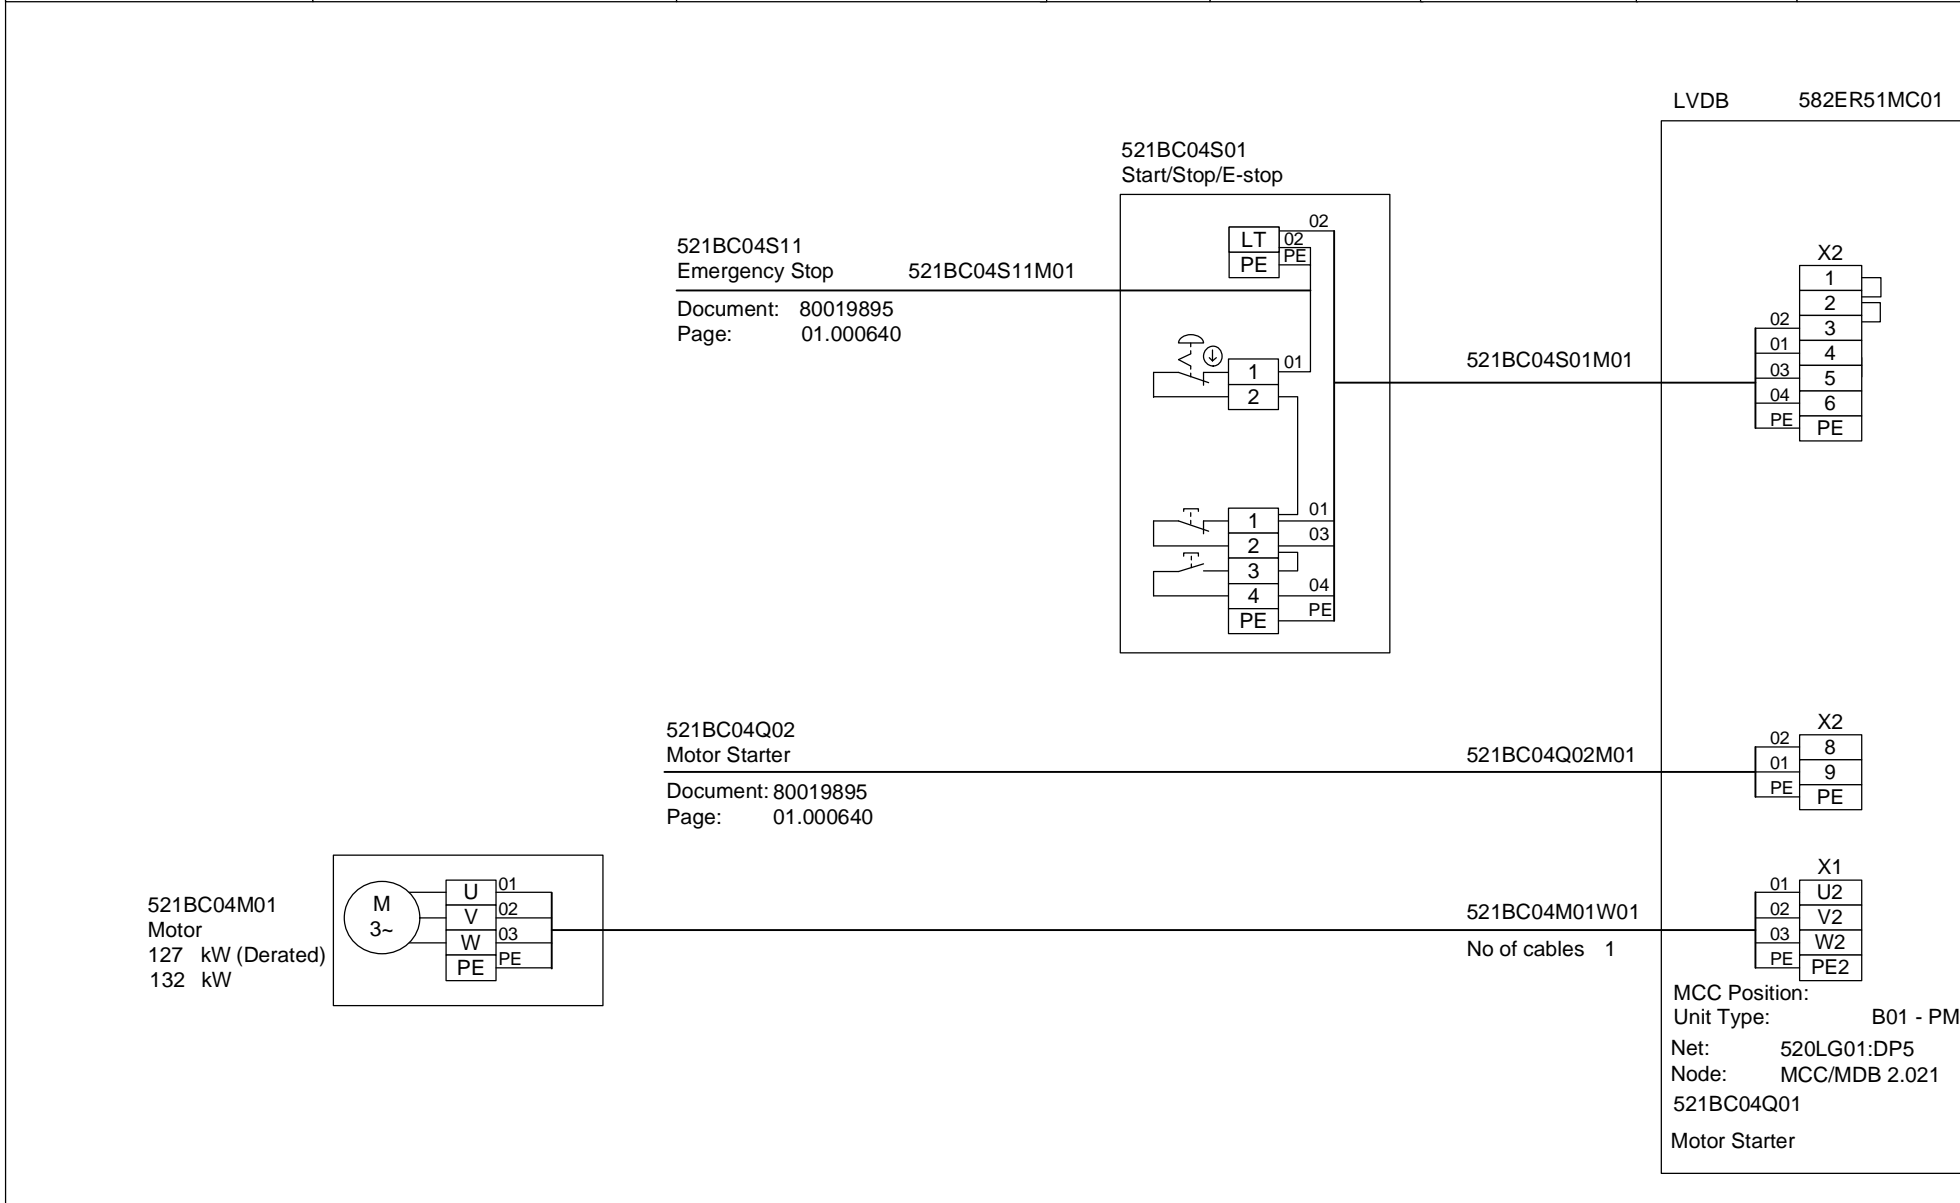 LVDB 582ER51MC01
521BC04S01
Start/Stop/E-stop
02
LT 02
PE PE
521BC04S11
Emergency Stop 521BC04S11M01
Document: 80019895
Page: 01.000640
1 01
2
521BC04S01M01
X2
1
2
02 3
01 4
03 5
04 6
PE PE
1 01
2 03
3
4 04
PE PE
521BC04Q02
Motor Starter
521BC04Q02M01
Document: 80019895
Page: 01.000640
X2
02 8
01 9
PE PE
521BC04M01
Motor
127 kW (Derated)
132 kW
M
3~
U 01
V 02
W 03
PE PE
521BC04M01W01
No of cables 1
X1
01 U2
02 V2
03 W2
PE PE2
MCC Position:
Unit Type: B01 - PM
Net: 520LG01:DP5
Node: MCC/MDB 2.021
521BC04Q01
Motor Starter